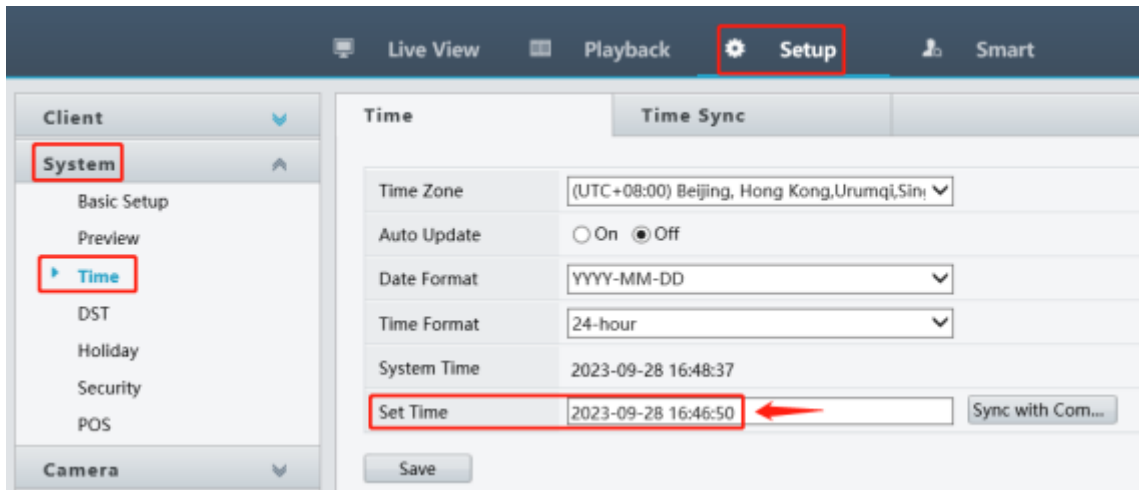 Live View Playback Setup Smart
Client
System
Basic Setup
Preview
Time
DST
Holiday
Security
POS
Camera
Time Time Sync
Time Zone (UTC+08:00) Beijing, Hong Kong,Urumqi,Sin
Auto Update On Off
Date Format YYYY-MM-DD
Time Format 24-hour
System Time 2023-09-28 16:48:37
Set Time 2023-09-28 16:46:50 Sync with Com...
Save